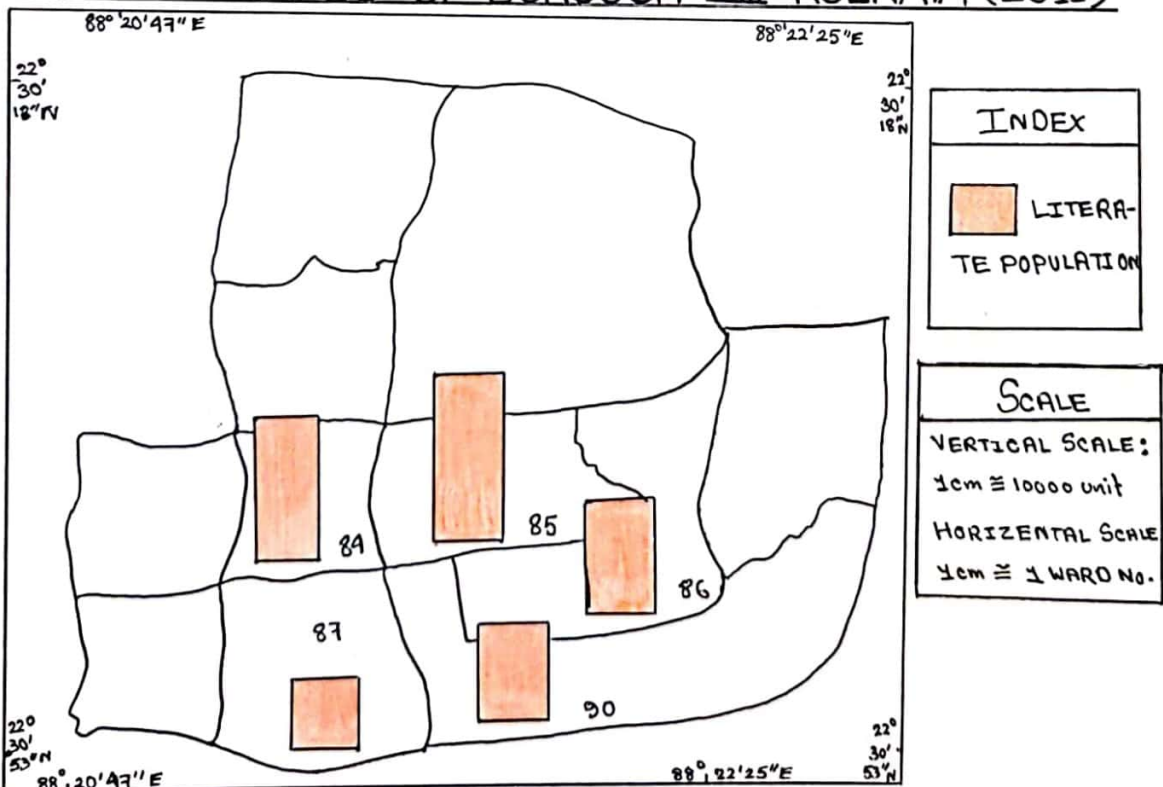 88° 20' 47" E
88° 22' 25" E
22°
30'
18" N
22°
30'
18" N
84
85
86
87
90
22°
30'
53" N
22°
30'
53" N
88°, 20' 47" E
88°, 22' 25" E
INDEX
LITERA-
TE POPULATION
SCALE
VERTICAL SCALE:
1cm ≅ 10000 unit
HORIZENTAL SCALE
1cm ≅ 1 WARD No.